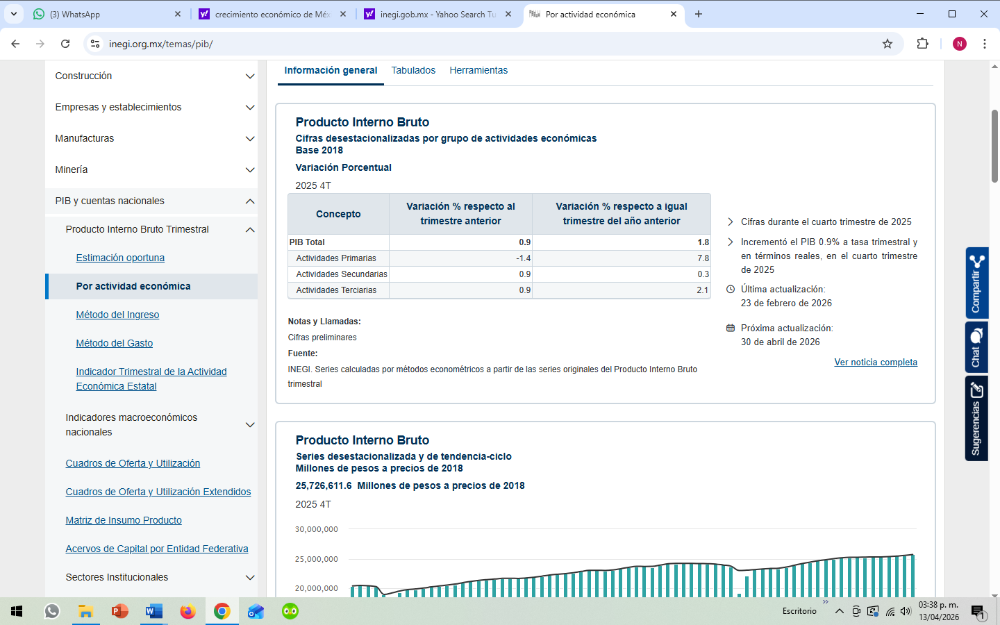 (3) WhatsApp
crecimiento económico de Méx
inegi.gob.mx - Yahoo Search
Por actividad económica
inegi.org.mx/temas/pib/
N
Construcción
Empresas y establecimientos
Manufacturas
Minería
PIB y cuentas nacionales
Producto Interno Bruto Trimestral
Estimación oportuna
Por actividad económica
Método del Ingreso
Método del Gasto
Indicador Trimestral de la Actividad
Económica Estatal
Indicadores macroeconómicos
nacionales
Cuadros de Oferta y Utilización
Cuadros de Oferta y Utilización Extendidos
Matriz de Insumo Producto
Acervos de Capital por Entidad Federativa
Sectores Institucionales
Información general Tabulados Herramientas
Producto Interno Bruto
Cifras desestacionalizadas por grupo de actividades económicas
Base 2018
Variación Porcentual
2025 4T
Concepto Variación % respecto al trimestre anterior Variación % respecto a igual trimestre del año anterior
PIB Total 0.9 1.8
Actividades Primarias -1.4 7.8
Actividades Secundarias 0.9 0.3
Actividades Terciarias 0.9 2.1
Notas y Llamadas:
Cifras preliminares
Fuente:
INEGI. Series calculadas por métodos econométricos a partir de las series originales del Producto Interno Bruto
trimestral
Cifras durante el cuarto trimestre de 2025
Incrementó el PIB 0.9% a tasa trimestral y
en términos reales, en el cuarto trimestre
de 2025
Última actualización:
23 de febrero de 2026
Próxima actualización:
30 de abril de 2026
Ver noticia completa
Compartir
Chat
Sugerencias
Producto Interno Bruto
Series desestacionalizada y de tendencia-ciclo
Millones de pesos a precios de 2018
25,726,611.6 Millones de pesos a precios de 2018
2025 4T
30,000,000
25,000,000
20,000,000
Escritorio
03:38 p. m.
13/04/2026
1